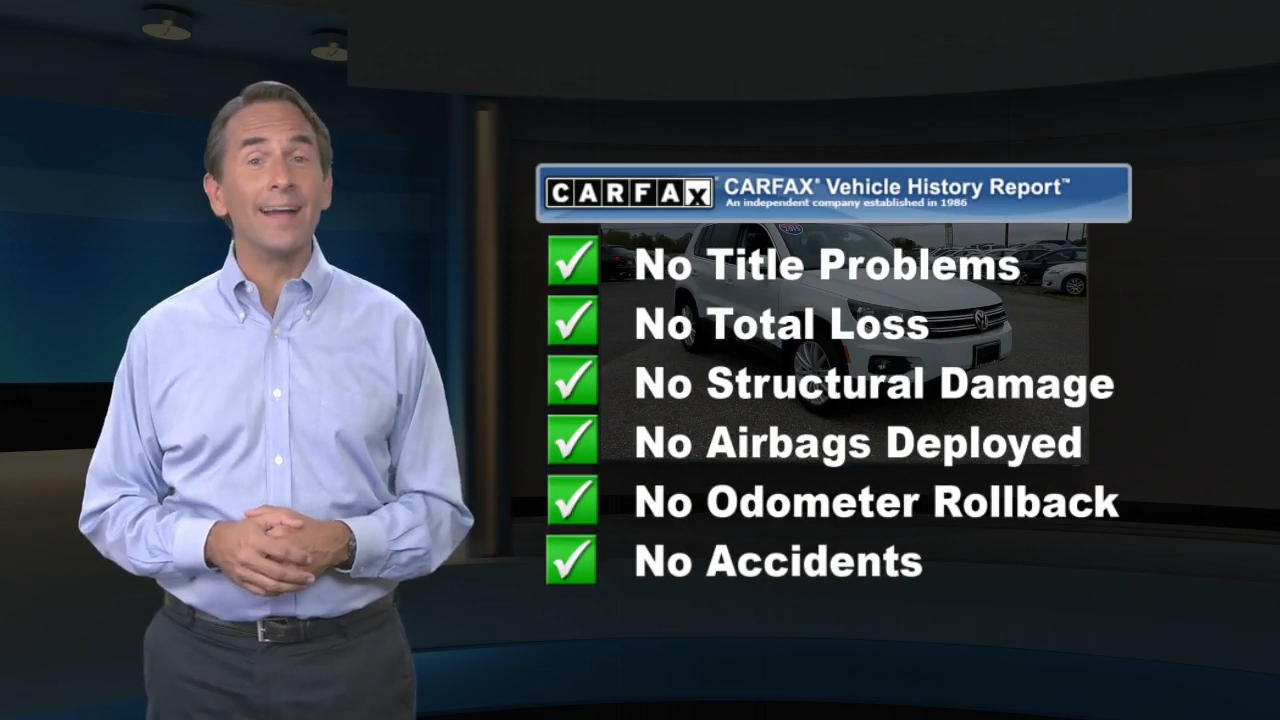 CARFAX® CARFAX® Vehicle History Report™
An independent company established in 1986
No Title Problems
No Total Loss
No Structural Damage
No Airbags Deployed
No Odometer Rollback
No Accidents